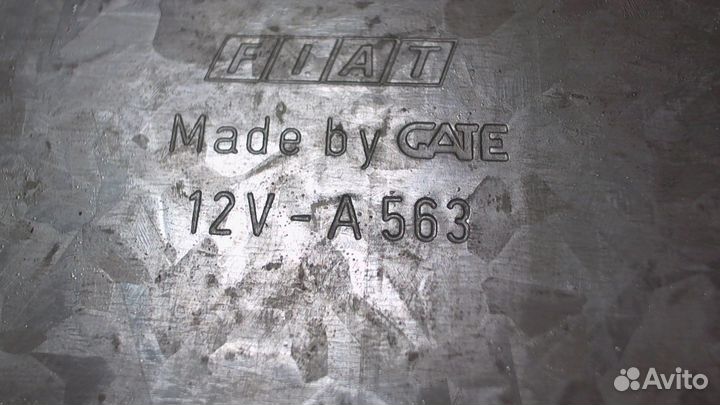 FIAT
Made by GATE
12V - A 563
Avito